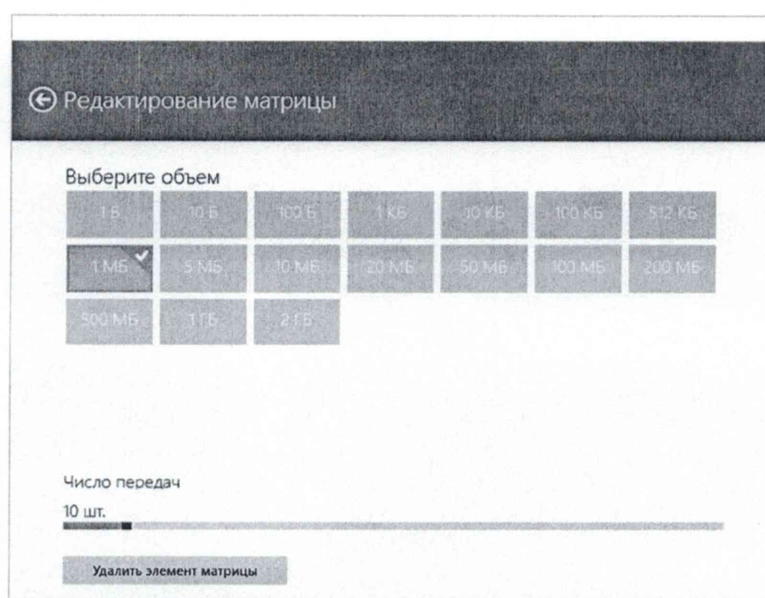 Редактирование матрицы
Выберите объем
1 Б 10 Б 100 Б 1 КБ 10 КБ 100 КБ 512 КБ
1 МБ 5 МБ 10 МБ 20 МБ 50 МБ 100 МБ 200 МБ
500 МБ 1 ГБ 2 ГБ
Число передач
10 шт.
Удалить элемент матрицы